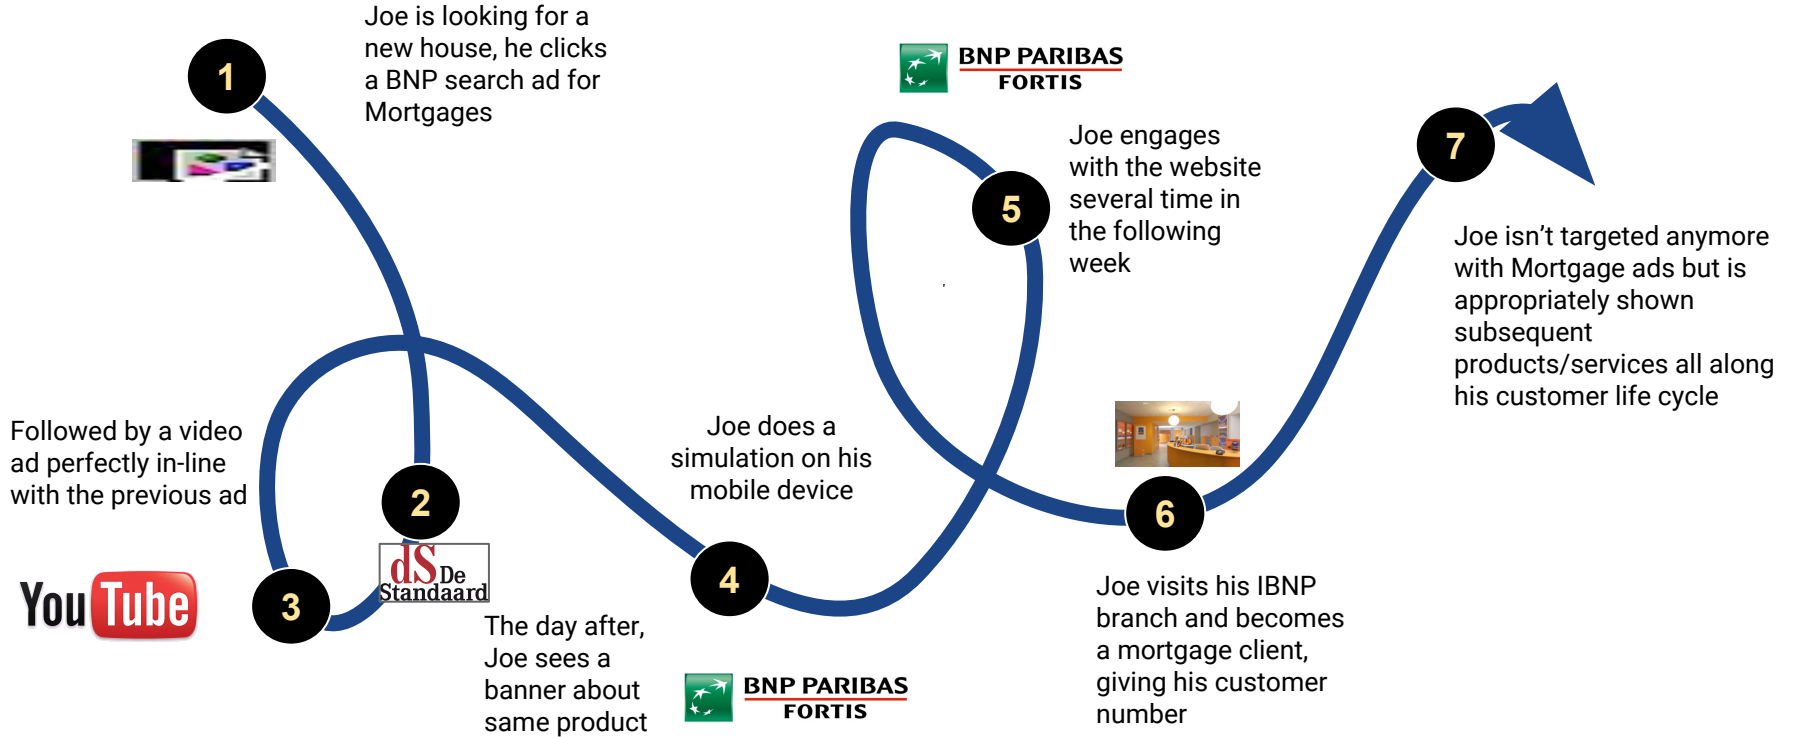 1
Joe is looking for a
new house, he clicks
a BNP search ad for
Mortgages
2
dS De
Standaard
The day after,
Joe sees a
banner about
same product
3
Followed by a video
ad perfectly in-line
with the previous ad
YouTube
4
Joe does a
simulation on his
mobile device
BNP PARIBAS
FORTIS
5
BNP PARIBAS
FORTIS
Joe engages
with the website
several time in
the following
week
,
6
Joe visits his IBNP
branch and becomes
a mortgage client,
giving his customer
number
7
Joe isn’t targeted anymore
with Mortgage ads but is
appropriately shown
subsequent
products/services all along
his customer life cycle